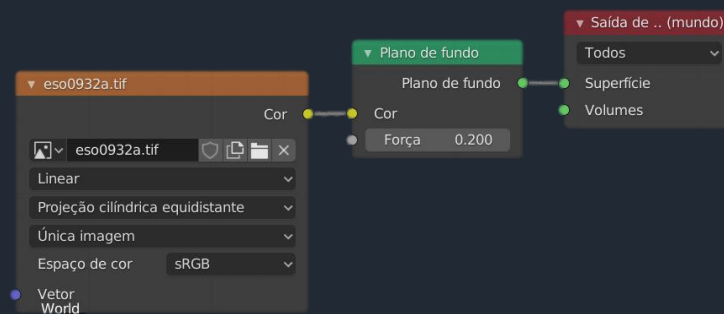 eso0932a.tif
Cor
eso0932a.tif
Linear
Projeção cilíndrica equidistante
Única imagem
Espaço de cor sRGB
Vetor
World
Plano de fundo
Plano de fundo
Cor
Força 0.200
Saída de .. (mundo)
Todos
Superfície
Volumes